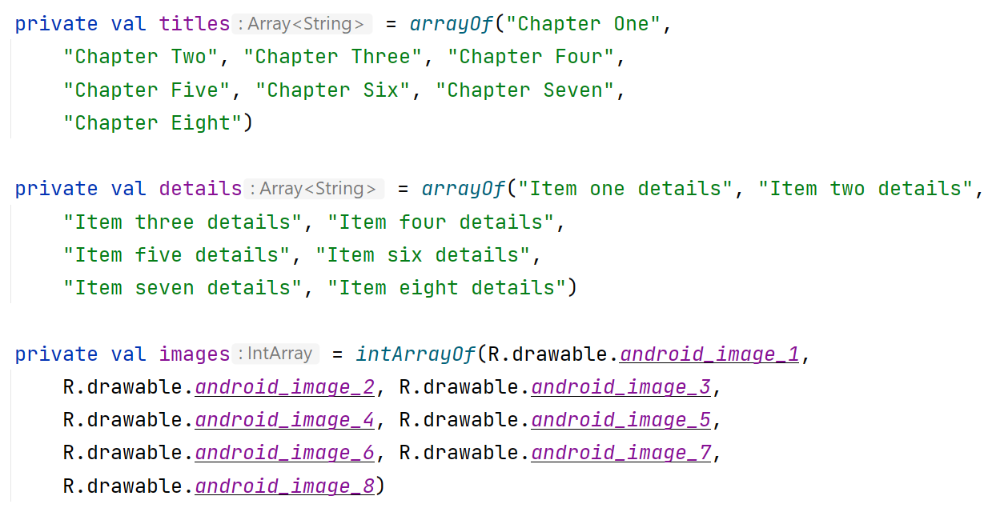 private val titles : Array<String> = arrayOf("Chapter One",
"Chapter Two", "Chapter Three", "Chapter Four",
"Chapter Five", "Chapter Six", "Chapter Seven",
"Chapter Eight")
private val details : Array<String> = arrayOf("Item one details", "Item two details",
"Item three details", "Item four details",
"Item five details", "Item six details",
"Item seven details", "Item eight details")
private val images : IntArray = intArrayOf(R.drawable.android_image_1,
R.drawable.android_image_2, R.drawable.android_image_3,
R.drawable.android_image_4, R.drawable.android_image_5,
R.drawable.android_image_6, R.drawable.android_image_7,
R.drawable.android_image_8)